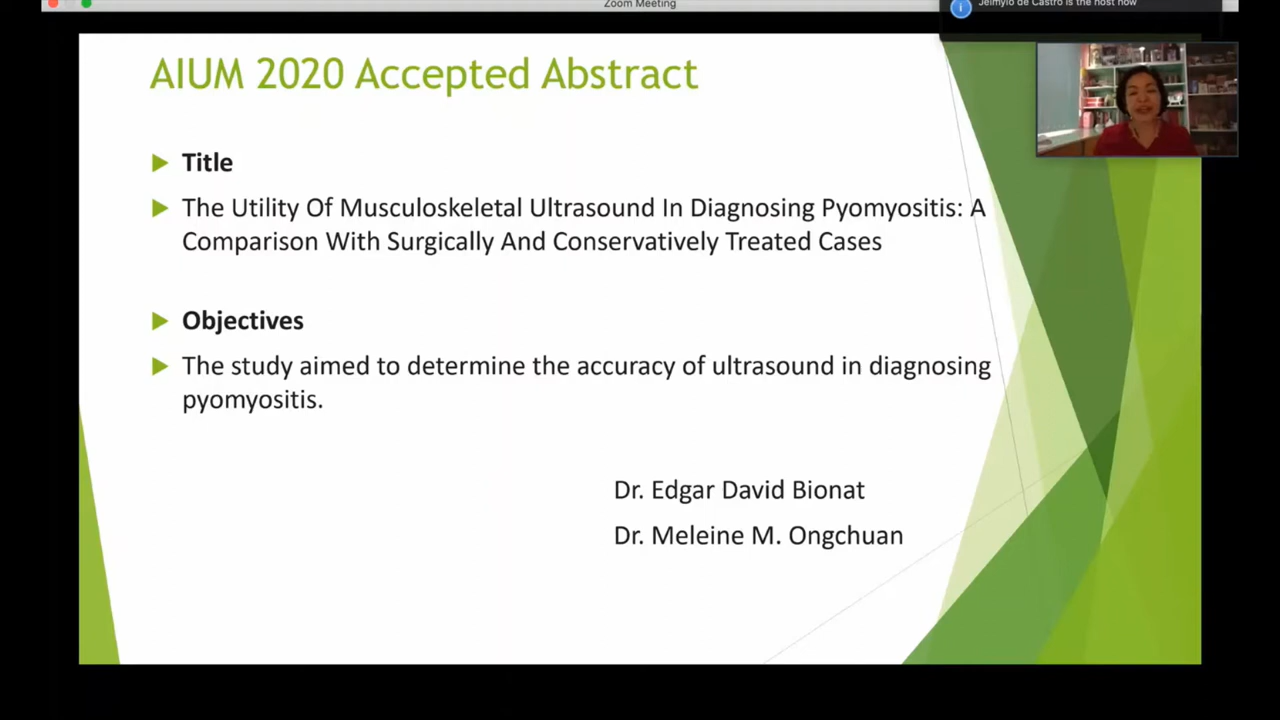 Zoom Meeting
Jelmylo de Castro is the host now
AIUM 2020 Accepted Abstract
Title
The Utility Of Musculoskeletal Ultrasound In Diagnosing Pyomyositis: A
Comparison With Surgically And Conservatively Treated Cases
Objectives
The study aimed to determine the accuracy of ultrasound in diagnosing
pyomyositis.
Dr. Edgar David Bionat
Dr. Meleine M. Ongchuan